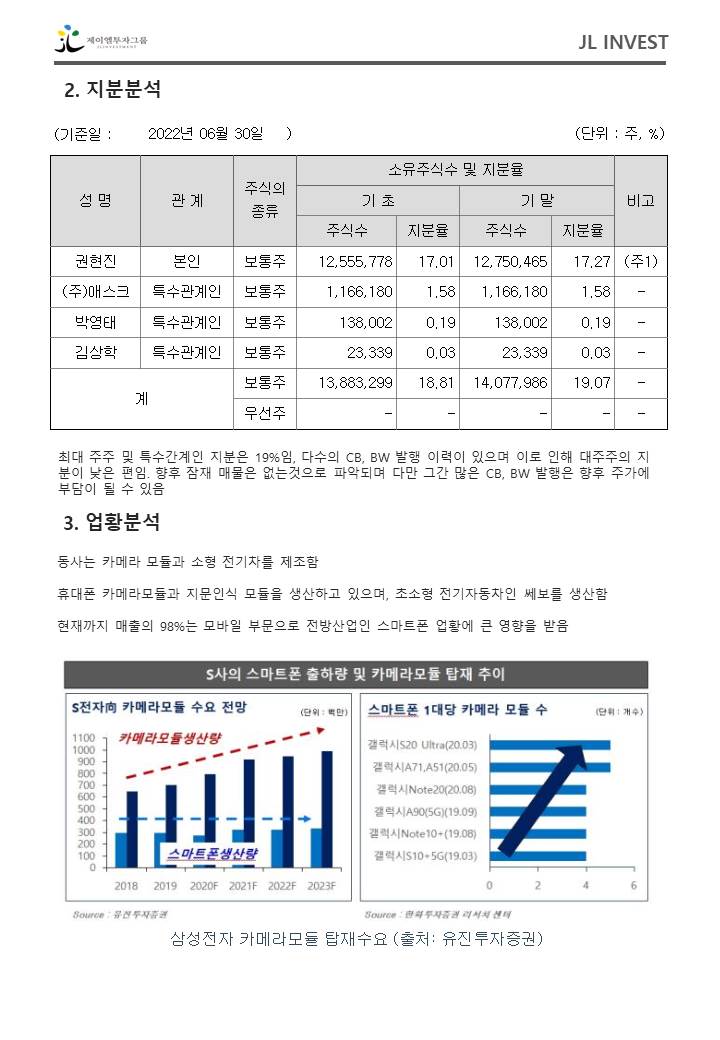 제이엘투자그룹
JLINVESTMENT
JL INVEST
2. 지분분석
(기준일 : 2022년 06월 30일 )
(단위 : 주, %)
성 명 관 계 주식의 종류 소유주식수 및 지분율 비고
기 초 기 말
주식수 지분율 주식수 지분율
권현진 본인 보통주 12,555,778 17.01 12,750,465 17.27 (주1)
(주)애스크 특수관계인 보통주 1,166,180 1.58 1,166,180 1.58 -
박영태 특수관계인 보통주 138,002 0.19 138,002 0.19 -
김상학 특수관계인 보통주 23,339 0.03 23,339 0.03 -
계 보통주 13,883,299 18.81 14,077,986 19.07 -
우선주 - - - - -
최대 주주 및 특수간계인 지분은 19%임, 다수의 CB, BW 발행 이력이 있으며 이로 인해 대주주의 지
분이 낮은 편임. 향후 잠재 매물은 없는것으로 파악되며 다만 그간 많은 CB, BW 발행은 향후 주가에
부담이 될 수 있음
3. 업황분석
동사는 카메라 모듈과 소형 전기차를 제조함
휴대폰 카메라모듈과 지문인식 모듈을 생산하고 있으며, 초소형 전기자동차인 쎄보를 생산함
현재까지 매출의 98%는 모바일 부문으로 전방산업인 스마트폰 업황에 큰 영향을 받음
S사의 스마트폰 출하량 및 카메라모듈 탑재 추이
S전자向 카메라모듈 수요 전망
(단위 : 백만)
1100
1000
900
800
700
600
500
400
300
200
100
0
카메라모듈생산량
스마트폰생산량
2018 2019 2020F 2021F 2022F 2023F
Source : 유진투자증권
스마트폰 1대당 카메라 모듈 수
(단위 : 개수)
갤럭시S20 Ultra(20.03)
갤럭시A71,A51(20.05)
갤럭시Note20(20.08)
갤럭시A90(5G)(19.09)
갤럭시Note10+(19.08)
갤럭시S10+5G(19.03)
0 2 4 6
Source : 한화투자증권 리서치 센터
삼성전자 카메라모듈 탑재수요 (출처: 유진투자증권)